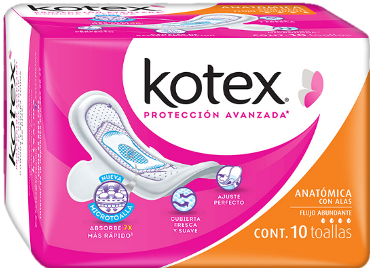 kotex®
PROTECCIÓN AVANZADA*
NUEVA
MICROTOALLA
ABSORBE 7X
MÁS RÁPIDO*
CUBIERTA
FRESCA
Y SUAVE
AJUSTE
PERFECTO
ANATÓMICA
CON ALAS
FLUJO ABUNDANTE
CONT. 10 toallas